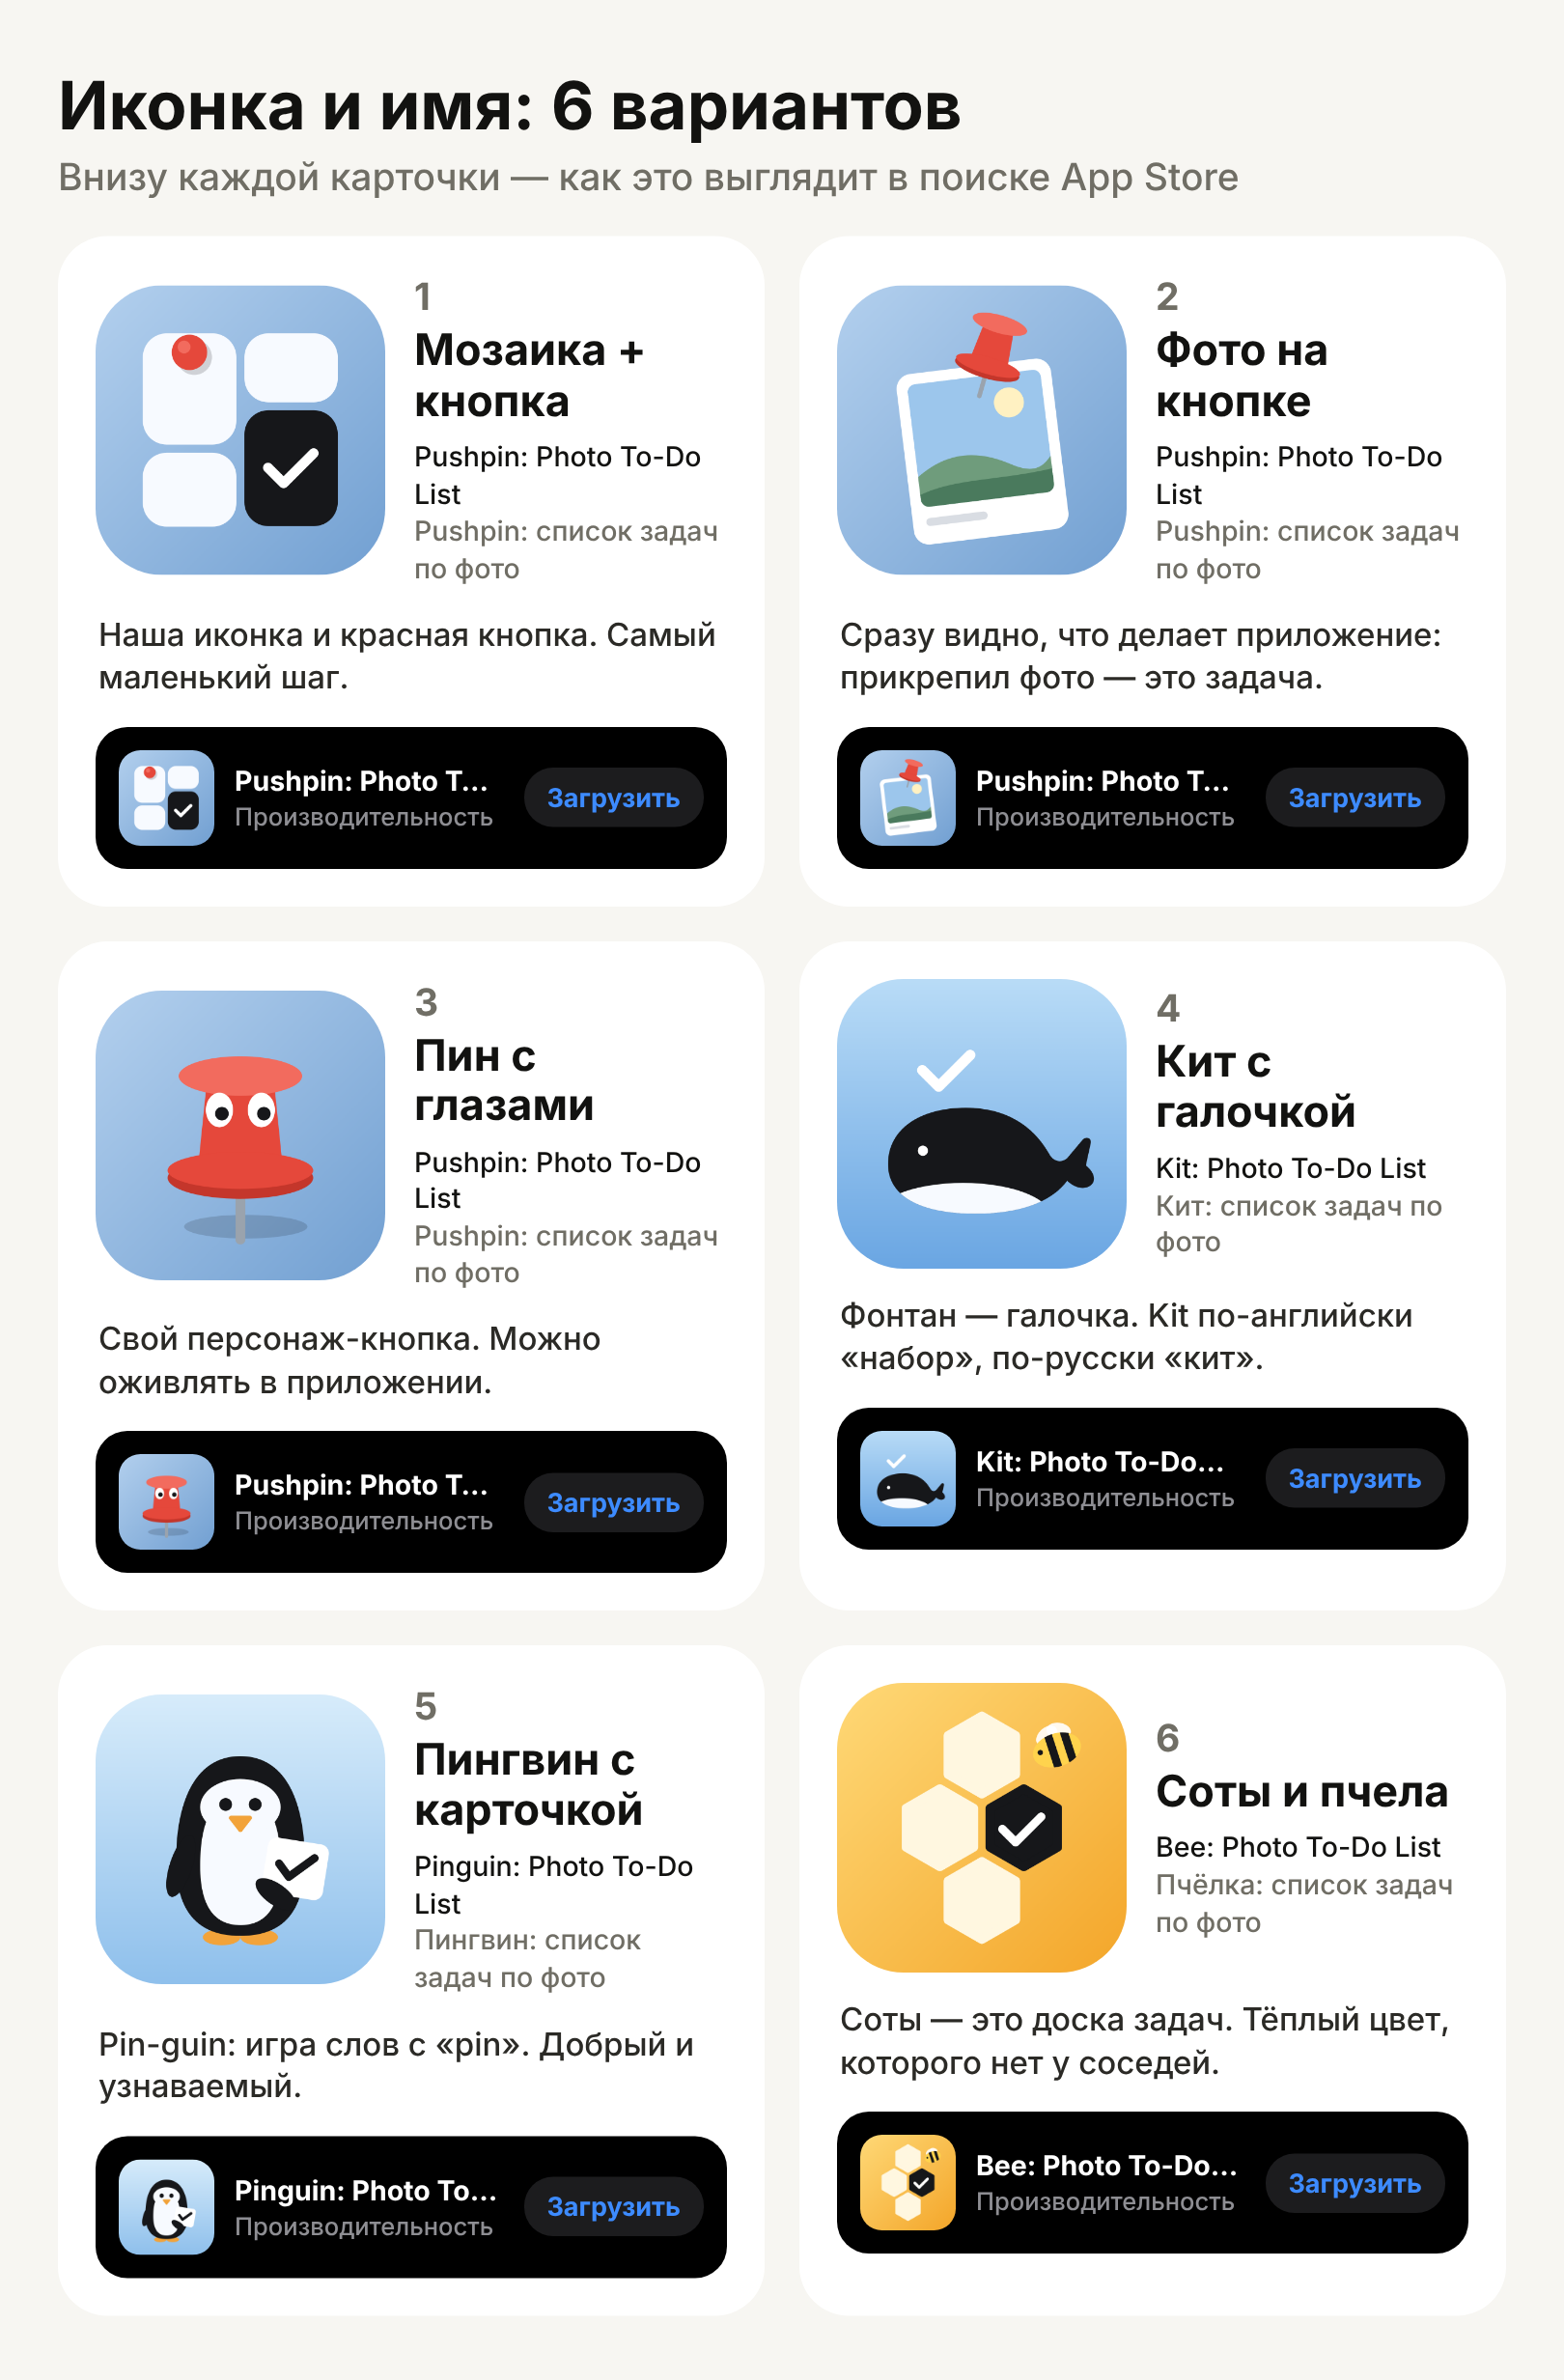 Иконка и имя: 6 вариантов
Внизу каждой карточки — как это выглядит в поиске App Store
1
Мозаика +
кнопка
Pushpin: Photo To-Do
List
Pushpin: список задач
по фото
Наша иконка и красная кнопка. Самый
маленький шаг.
Pushpin: Photo T...
Производительность
Загрузить
2
Фото на
кнопке
Pushpin: Photo To-Do
List
Pushpin: список задач
по фото
Сразу видно, что делает приложение:
прикрепил фото — это задача.
Pushpin: Photo T...
Производительность
Загрузить
3
Пин с
глазами
Pushpin: Photo To-Do
List
Pushpin: список задач
по фото
Свой персонаж-кнопка. Можно
оживлять в приложении.
Pushpin: Photo T...
Производительность
Загрузить
4
Кит с
галочкой
Kit: Photo To-Do List
Кит: список задач по
фото
Фонтан — галочка. Kit по-английски
«набор», по-русски «кит».
Kit: Photo To-Do...
Производительность
Загрузить
5
Пингвин с
карточкой
Pinguin: Photo To-Do
List
Пингвин: список
задач по фото
Pin-guin: игра слов с «pin». Добрый и
узнаваемый.
Pinguin: Photo To...
Производительность
Загрузить
6
Соты и пчела
Bee: Photo To-Do List
Пчёлка: список задач
по фото
Соты — это доска задач. Тёплый цвет,
которого нет у соседей.
Bee: Photo To-Do...
Производительность
Загрузить